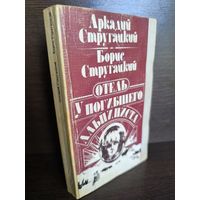 Аркадий
Стругацкий
Борис
Стругацкий
ОТЕЛЬ
У ПОГИБШЕГО
АЛЬПИНИСТА